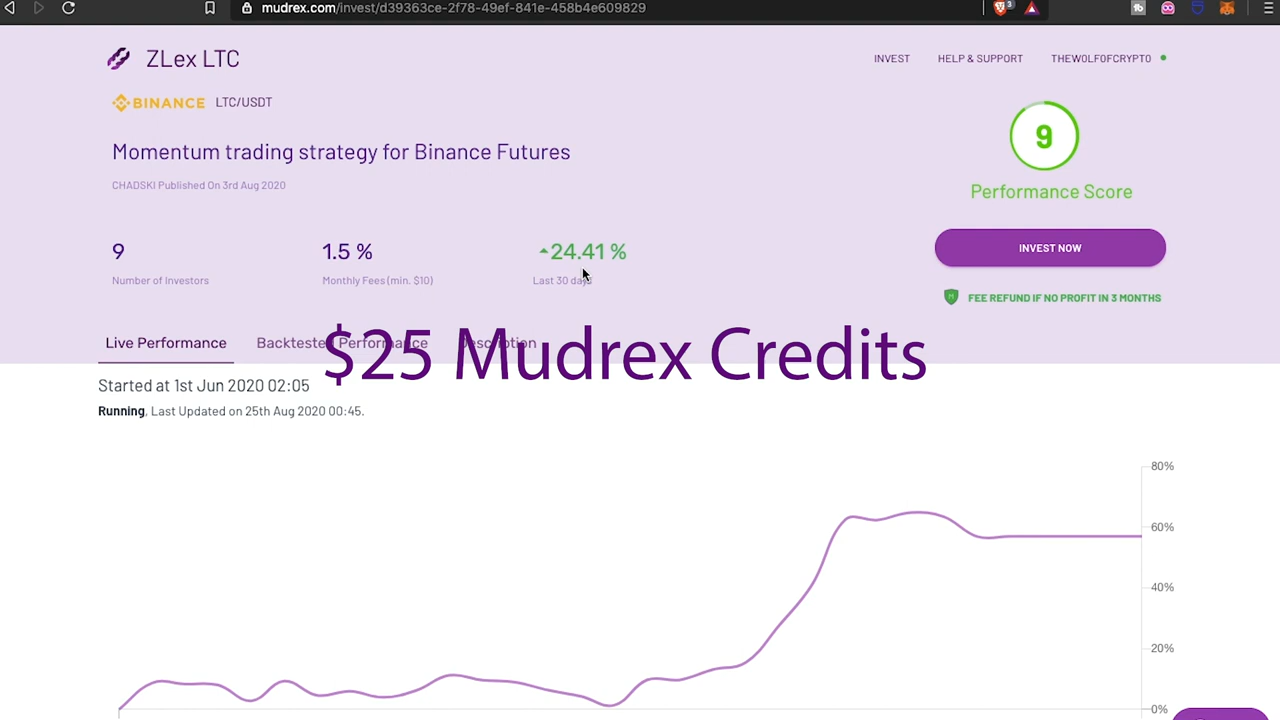 mudrex.com/invest/d39363ce-2f78-49ef-841e-458b4e609829
3
ZLex LTC
INVEST
HELP & SUPPORT
THEWOLFOFCRYPTO
BINANCE LTC/USDT
Momentum trading strategy for Binance Futures
CHADSKI Published On 3rd Aug 2020
9
Performance Score
9
Number of Investors
1.5 %
Monthly Fees (min. $10)
24.41 %
Last 30 days
INVEST NOW
FEE REFUND IF NO PROFIT IN 3 MONTHS
Live Performance
Backtested Performance
Description
$25 Mudrex Credits
Started at 1st Jun 2020 02:05
Running, Last Updated on 25th Aug 2020 00:45.
80%
60%
40%
20%
0%